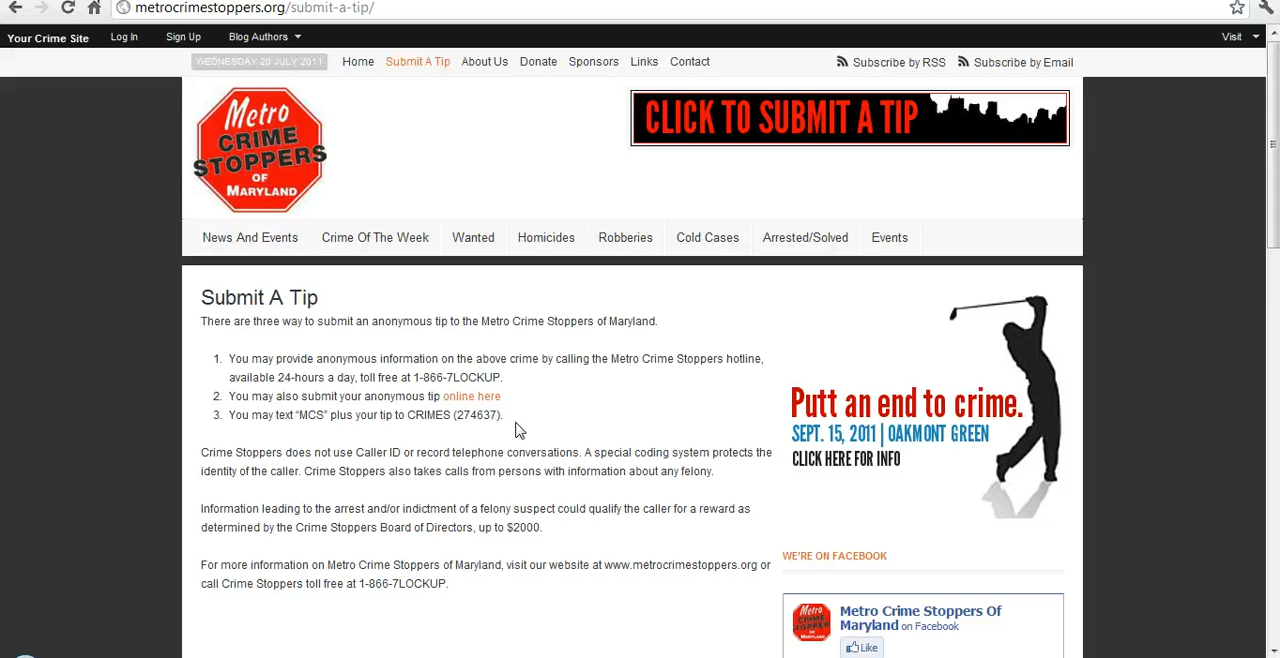 metrocrimestoppers.org/submit-a-tip/
Your Crime Site Log In Sign Up Blog Authors Visit
WEDNESDAY 20 JULY 2011 Home Submit A Tip About Us Donate Sponsors Links Contact Subscribe by RSS Subscribe by Email
Metro
CRIME
STOPPERS
OF
MARYLAND
CLICK TO SUBMIT A TIP
News And Events Crime Of The Week Wanted Homicides Robberies Cold Cases Arrested/Solved Events
Submit A Tip
There are three way to submit an anonymous tip to the Metro Crime Stoppers of Maryland.
1. You may provide anonymous information on the above crime by calling the Metro Crime Stoppers hotline,
available 24-hours a day, toll free at 1-866-7LOCKUP.
2. You may also submit your anonymous tip online here
3. You may text “MCS” plus your tip to CRIMES (274637).
Crime Stoppers does not use Caller ID or record telephone conversations. A special coding system protects the
identity of the caller. Crime Stoppers also takes calls from persons with information about any felony.
Information leading to the arrest and/or indictment of a felony suspect could qualify the caller for a reward as
determined by the Crime Stoppers Board of Directors, up to $2000.
For more information on Metro Crime Stoppers of Maryland, visit our website at www.metrocrimestoppers.org or
call Crime Stoppers toll free at 1-866-7LOCKUP.
Putt an end to crime.
SEPT. 15, 2011 | OAKMONT GREEN
CLICK HERE FOR INFO
WE'RE ON FACEBOOK
Metro
CRIME
STOPPER
OF
MARYLAN
Metro Crime Stoppers Of
Maryland on Facebook
Like